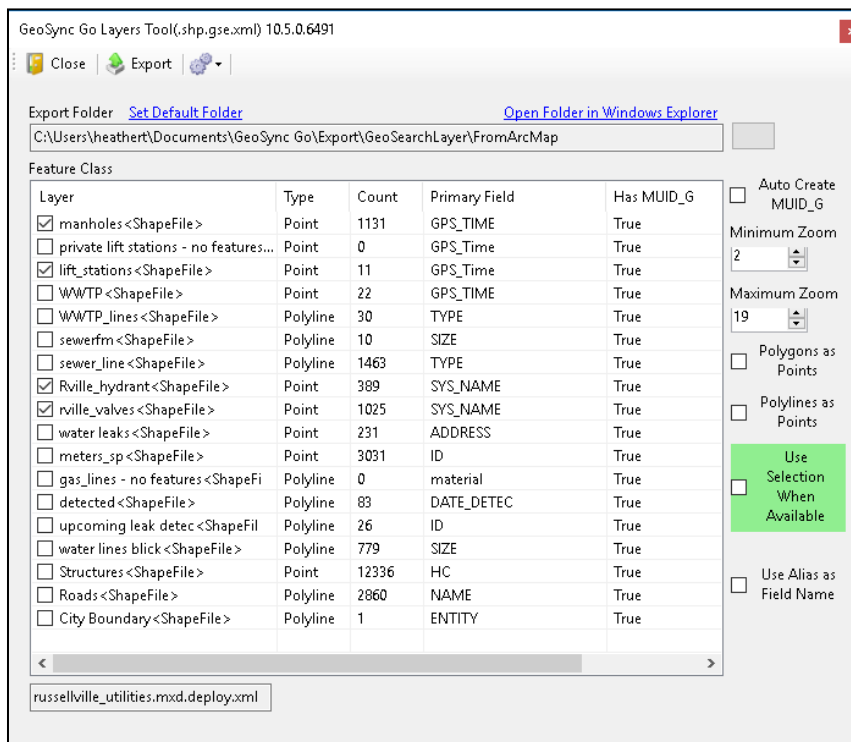 GeoSync Go Layers Tool(.shp.gse.xml) 10.5.0.6491
Close Export
Export Folder Set Default Folder Open Folder in Windows Explorer
C:\Users\heathert\Documents\GeoSync Go\Export\GeoSearchLayer\FromArcMap
Feature Class
Layer Type Count Primary Field Has MUID_G
manholes<ShapeFile> Point 1131 GPS_TIME True
private lift stations - no features... Point 0 GPS_Time True
lift_stations<ShapeFile> Point 11 GPS_Time True
WWTP<ShapeFile> Point 22 GPS_TIME True
WWTP_lines<ShapeFile> Polyline 30 TYPE True
sewerfm<ShapeFile> Polyline 10 SIZE True
sewer_line<ShapeFile> Polyline 1463 TYPE True
Rville_hydrant<ShapeFile> Point 389 SYS_NAME True
rville_valves<ShapeFile> Point 1025 SYS_NAME True
water leaks<ShapeFile> Point 231 ADDRESS True
meters_sp<ShapeFile> Point 3031 ID True
gas_lines - no features<ShapeFi Polyline 0 material True
detected<ShapeFile> Polyline 83 DATE_DETEC True
upcoming leak detec<ShapeFil Polyline 26 ID True
water lines blick<ShapeFile> Polyline 779 SIZE True
Structures<ShapeFile> Point 12336 HC True
Roads<ShapeFile> Polyline 2860 NAME True
City Boundary<ShapeFile> Polyline 1 ENTITY True
Auto Create
MUID_G
Minimum Zoom
2
Maximum Zoom
19
Polygons as
Points
Polylines as
Points
Use
Selection
When
Available
Use Alias as
Field Name
russellville_utilities.mxd.deploy.xml